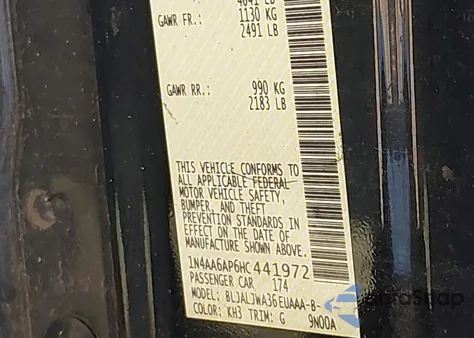 4641 LB
GAWR FR.: 1130 KG
2491 LB
GAWR RR.: 990 KG
2183 LB
THIS VEHICLE CONFORMS TO
ALL APPLICABLE FEDERAL
MOTOR VEHICLE SAFETY,
BUMPER, AND THEFT
PREVENTION STANDARDS IN
EFFECT ON THE DATE OF
MANUFACTURE SHOWN ABOVE.
1N4AA6AP6HC441972
PASSENGER CAR 174
MODEL: BLJALJWA36EUAAA-B-
COLOR: KH3 TRIM: G 9N00A